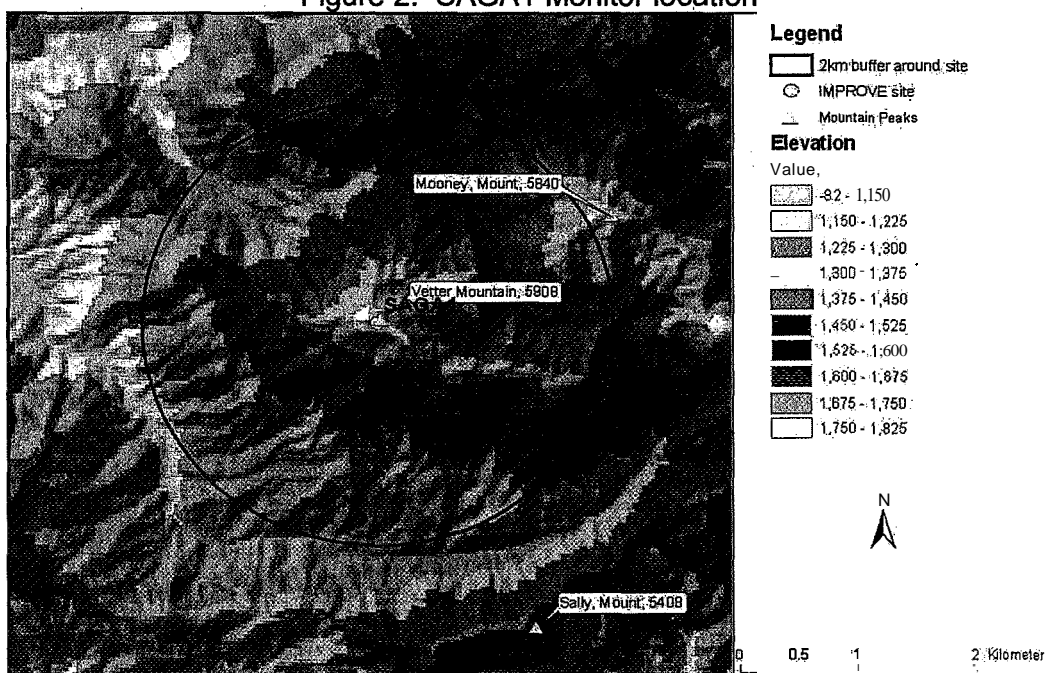 Figure 2. SAGA1 Monitor location
Legend
2km buffer around site
IMPROVE site
Mountain Peaks
Elevation
Value,
-82 - 1,150
1,150 - 1,225
1,225 - 1,300
1,300 - 1,375
1,375 - 1,450
1,450 - 1,525
1,525 - 1,600
1,600 - 1,675
1,675 - 1,750
1,750 - 1,825
Mooney, Mount, 5840
Vetter Mountain, 5908
Sally, Mount, 5408
N
0 0.5 1 2 Kilometer